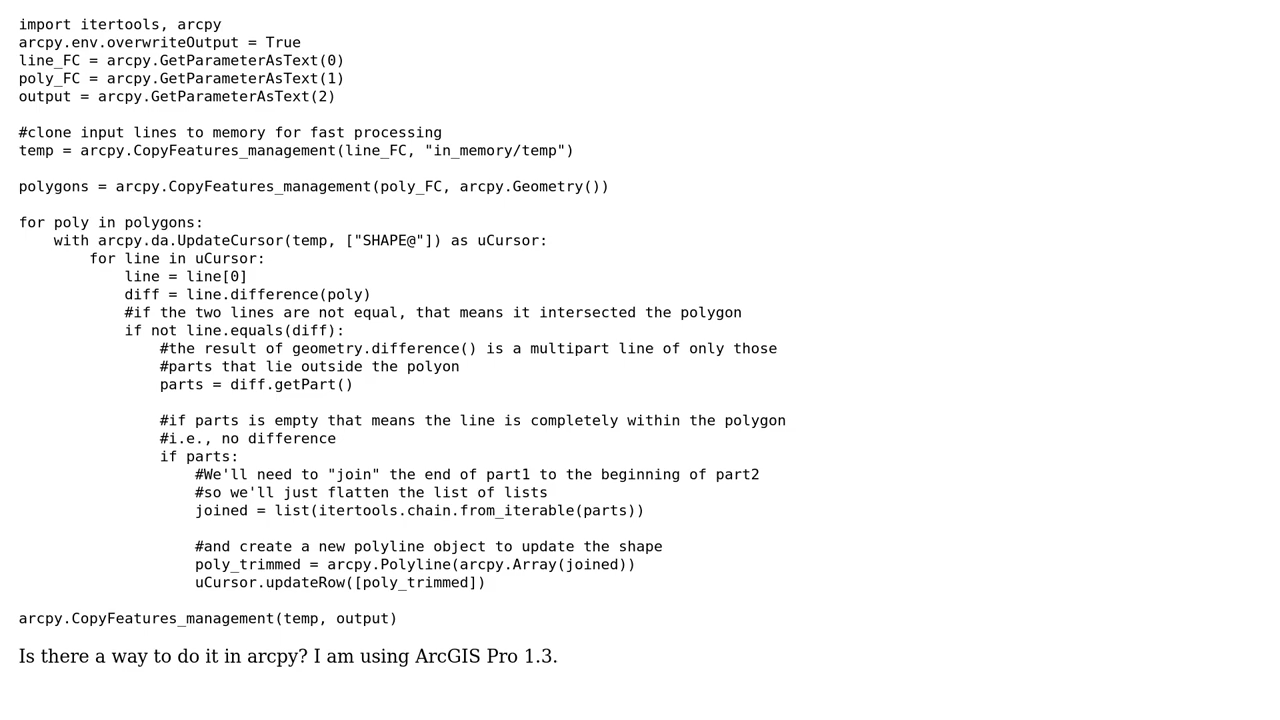 import itertools, arcpy
arcpy.env.overwriteOutput = True
line_FC = arcpy.GetParameterAsText(0)
poly_FC = arcpy.GetParameterAsText(1)
output = arcpy.GetParameterAsText(2)

#clone input lines to memory for fast processing
temp = arcpy.CopyFeatures_management(line_FC, "in_memory/temp")

polygons = arcpy.CopyFeatures_management(poly_FC, arcpy.Geometry())

for poly in polygons:
    with arcpy.da.UpdateCursor(temp, ["SHAPE@"]) as uCursor:
        for line in uCursor:
            line = line[0]
            diff = line.difference(poly)
            #if the two lines are not equal, that means it intersected the polygon
            if not line.equals(diff):
                #the result of geometry.difference() is a multipart line of only those
                #parts that lie outside the polyon
                parts = diff.getPart()

                #if parts is empty that means the line is completely within the polygon
                #i.e., no difference
                if parts:
                    #We'll need to "join" the end of part1 to the beginning of part2
                    #so we'll just flatten the list of lists
                    joined = list(itertools.chain.from_iterable(parts))

                    #and create a new polyline object to update the shape
                    poly_trimmed = arcpy.Polyline(arcpy.Array(joined))
                    uCursor.updateRow([poly_trimmed])

arcpy.CopyFeatures_management(temp, output)
Is there a way to do it in arcpy? I am using ArcGIS Pro 1.3.